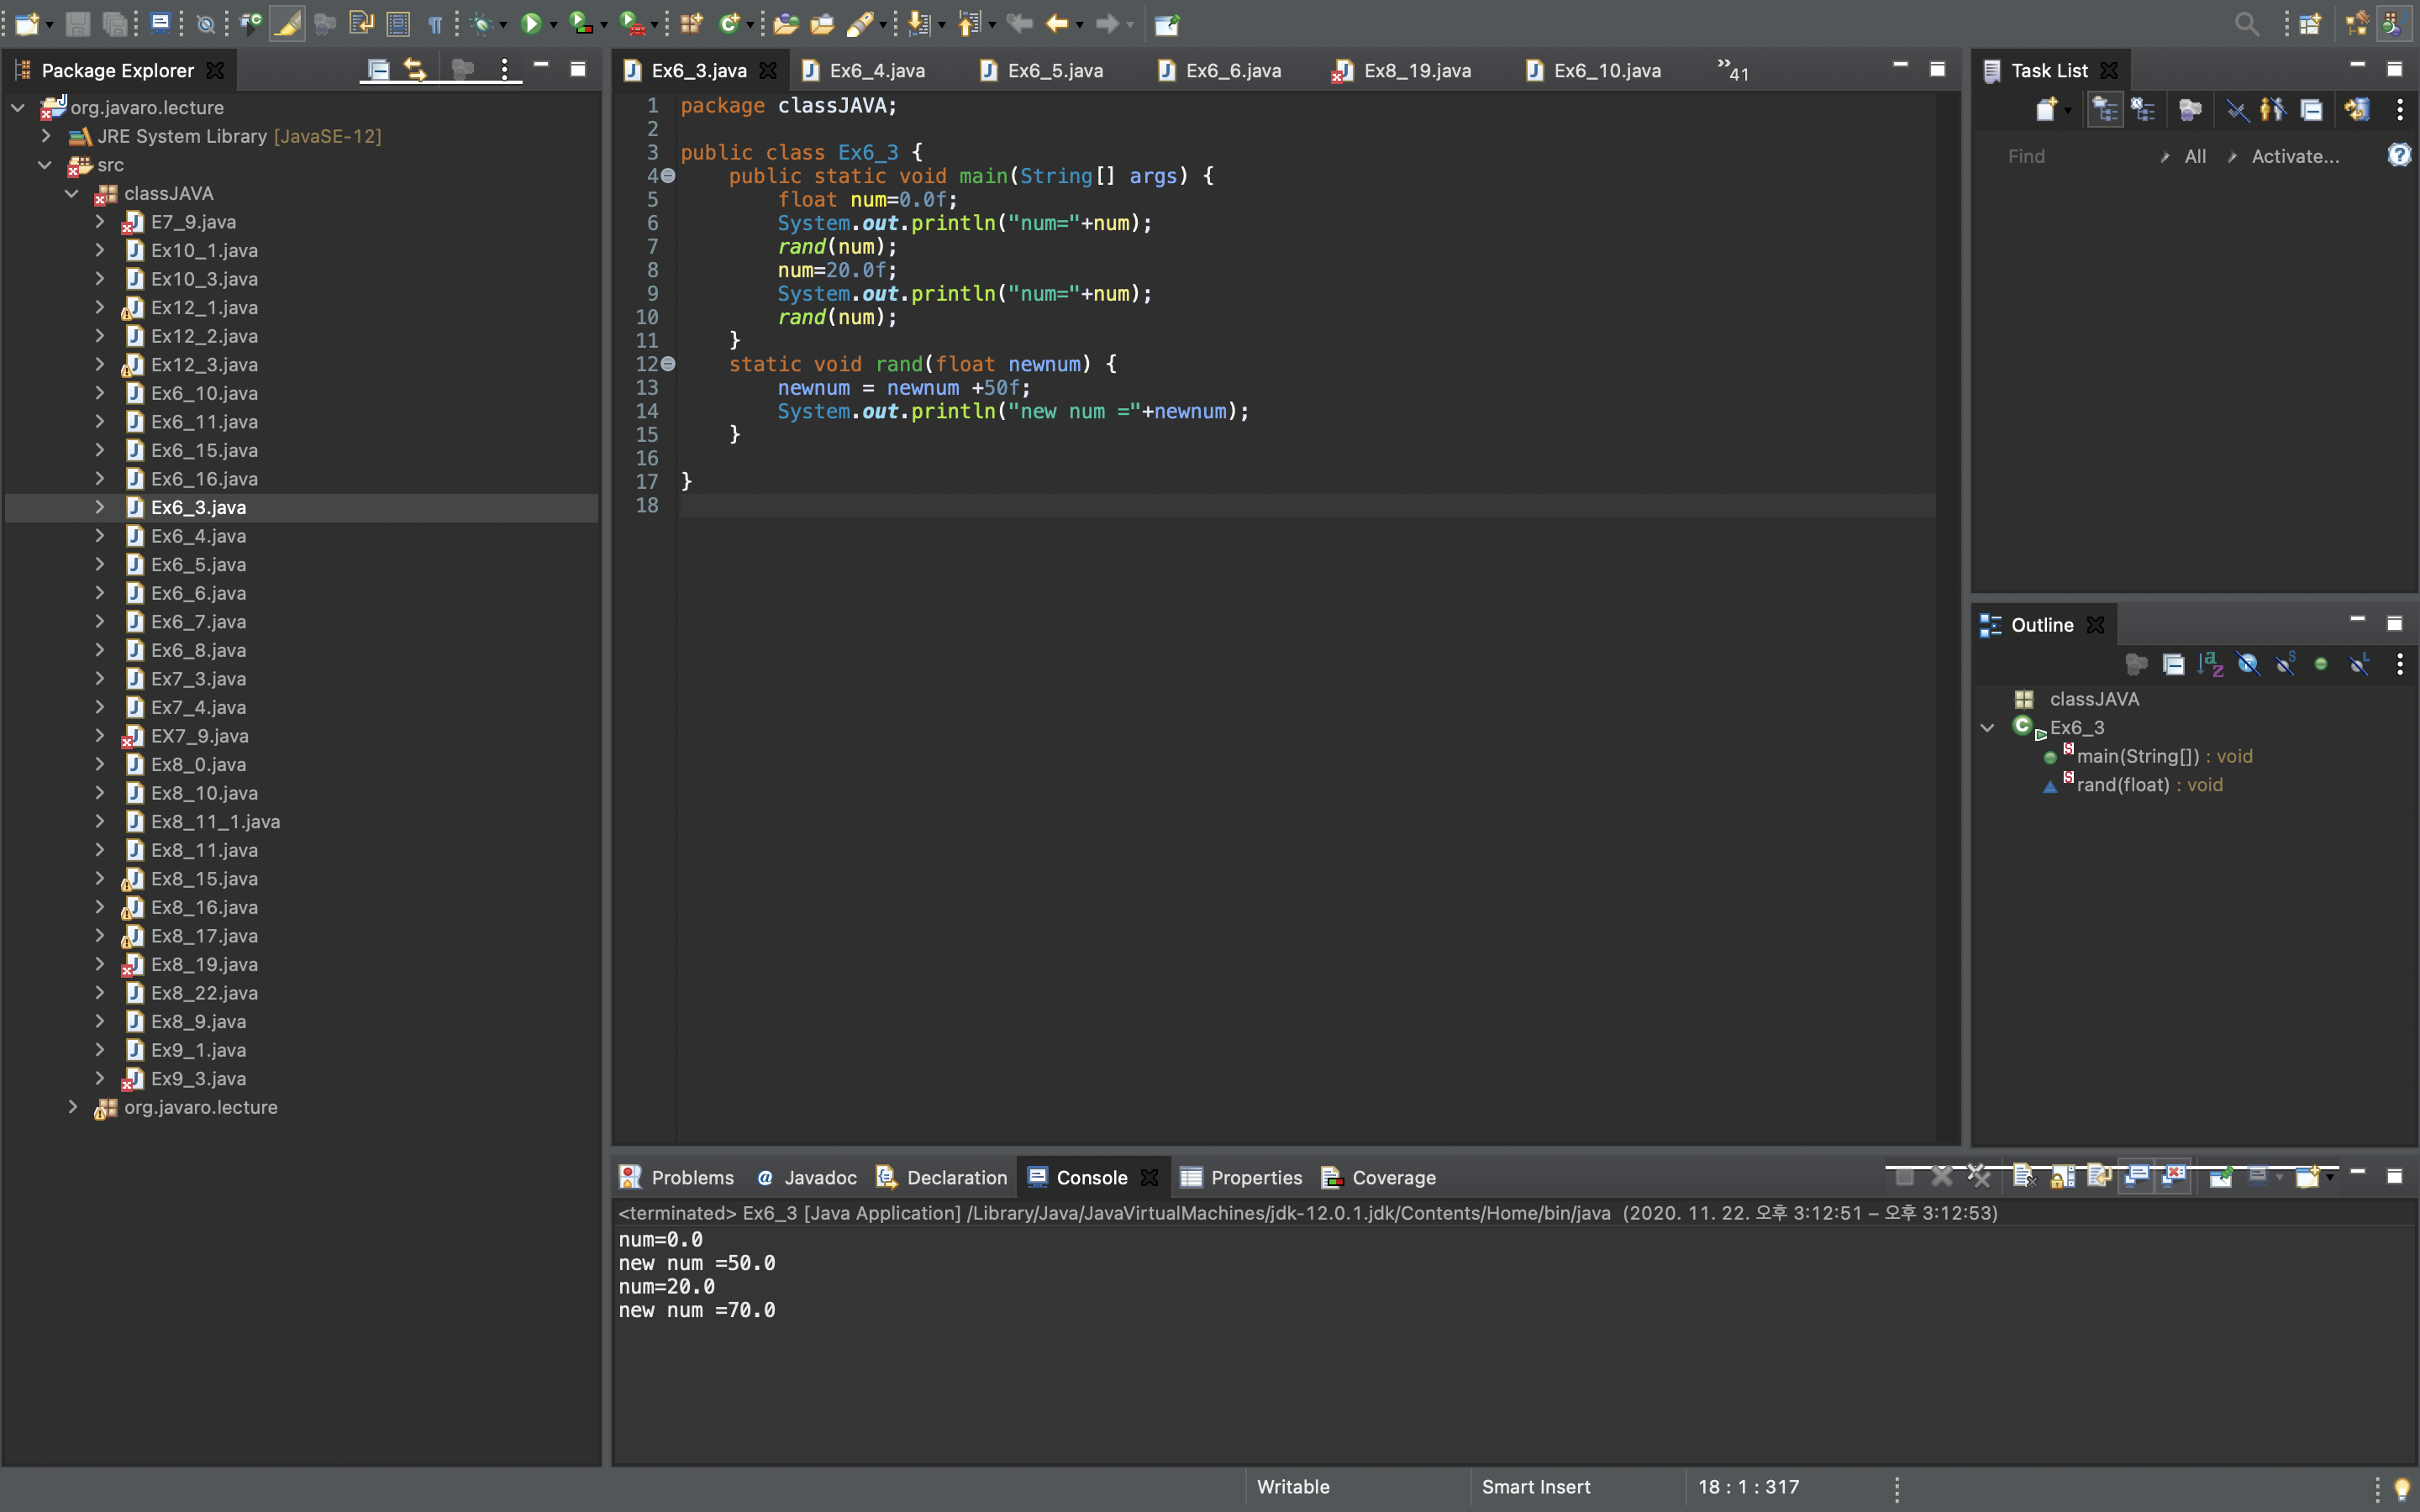 Package Explorer
org.javaro.lecture
JRE System Library [JavaSE-12]
src
classJAVA
E7_9.java
Ex10_1.java
Ex10_3.java
Ex12_1.java
Ex12_2.java
Ex12_3.java
Ex6_10.java
Ex6_11.java
Ex6_15.java
Ex6_16.java
Ex6_3.java
Ex6_4.java
Ex6_5.java
Ex6_6.java
Ex6_7.java
Ex6_8.java
Ex7_3.java
Ex7_4.java
EX7_9.java
Ex8_0.java
Ex8_10.java
Ex8_11_1.java
Ex8_11.java
Ex8_15.java
Ex8_16.java
Ex8_17.java
Ex8_19.java
Ex8_22.java
Ex8_9.java
Ex9_1.java
Ex9_3.java
org.javaro.lecture
Ex6_3.java Ex6_4.java Ex6_5.java Ex6_6.java Ex8_19.java Ex6_10.java »41
1 package classJAVA;
2
3 public class Ex6_3 {
4 public static void main(String[] args) {
5 float num=0.0f;
6 System.out.println("num="+num);
7 rand(num);
8 num=20.0f;
9 System.out.println("num="+num);
10 rand(num);
11 }
12 static void rand(float newnum) {
13 newnum = newnum +50f;
14 System.out.println("new num ="+newnum);
15 }
16
17 }
18
Task List
Find All Activate...
Outline
classJAVA
Ex6_3
main(String[]) : void
rand(float) : void
Problems Javadoc Declaration Console Properties Coverage
<terminated> Ex6_3 [Java Application] /Library/Java/JavaVirtualMachines/jdk-12.0.1.jdk/Contents/Home/bin/java (2020. 11. 22. 오후 3:12:51 – 오후 3:12:53)
num=0.0
new num =50.0
num=20.0
new num =70.0
Writable Smart Insert 18 : 1 : 317